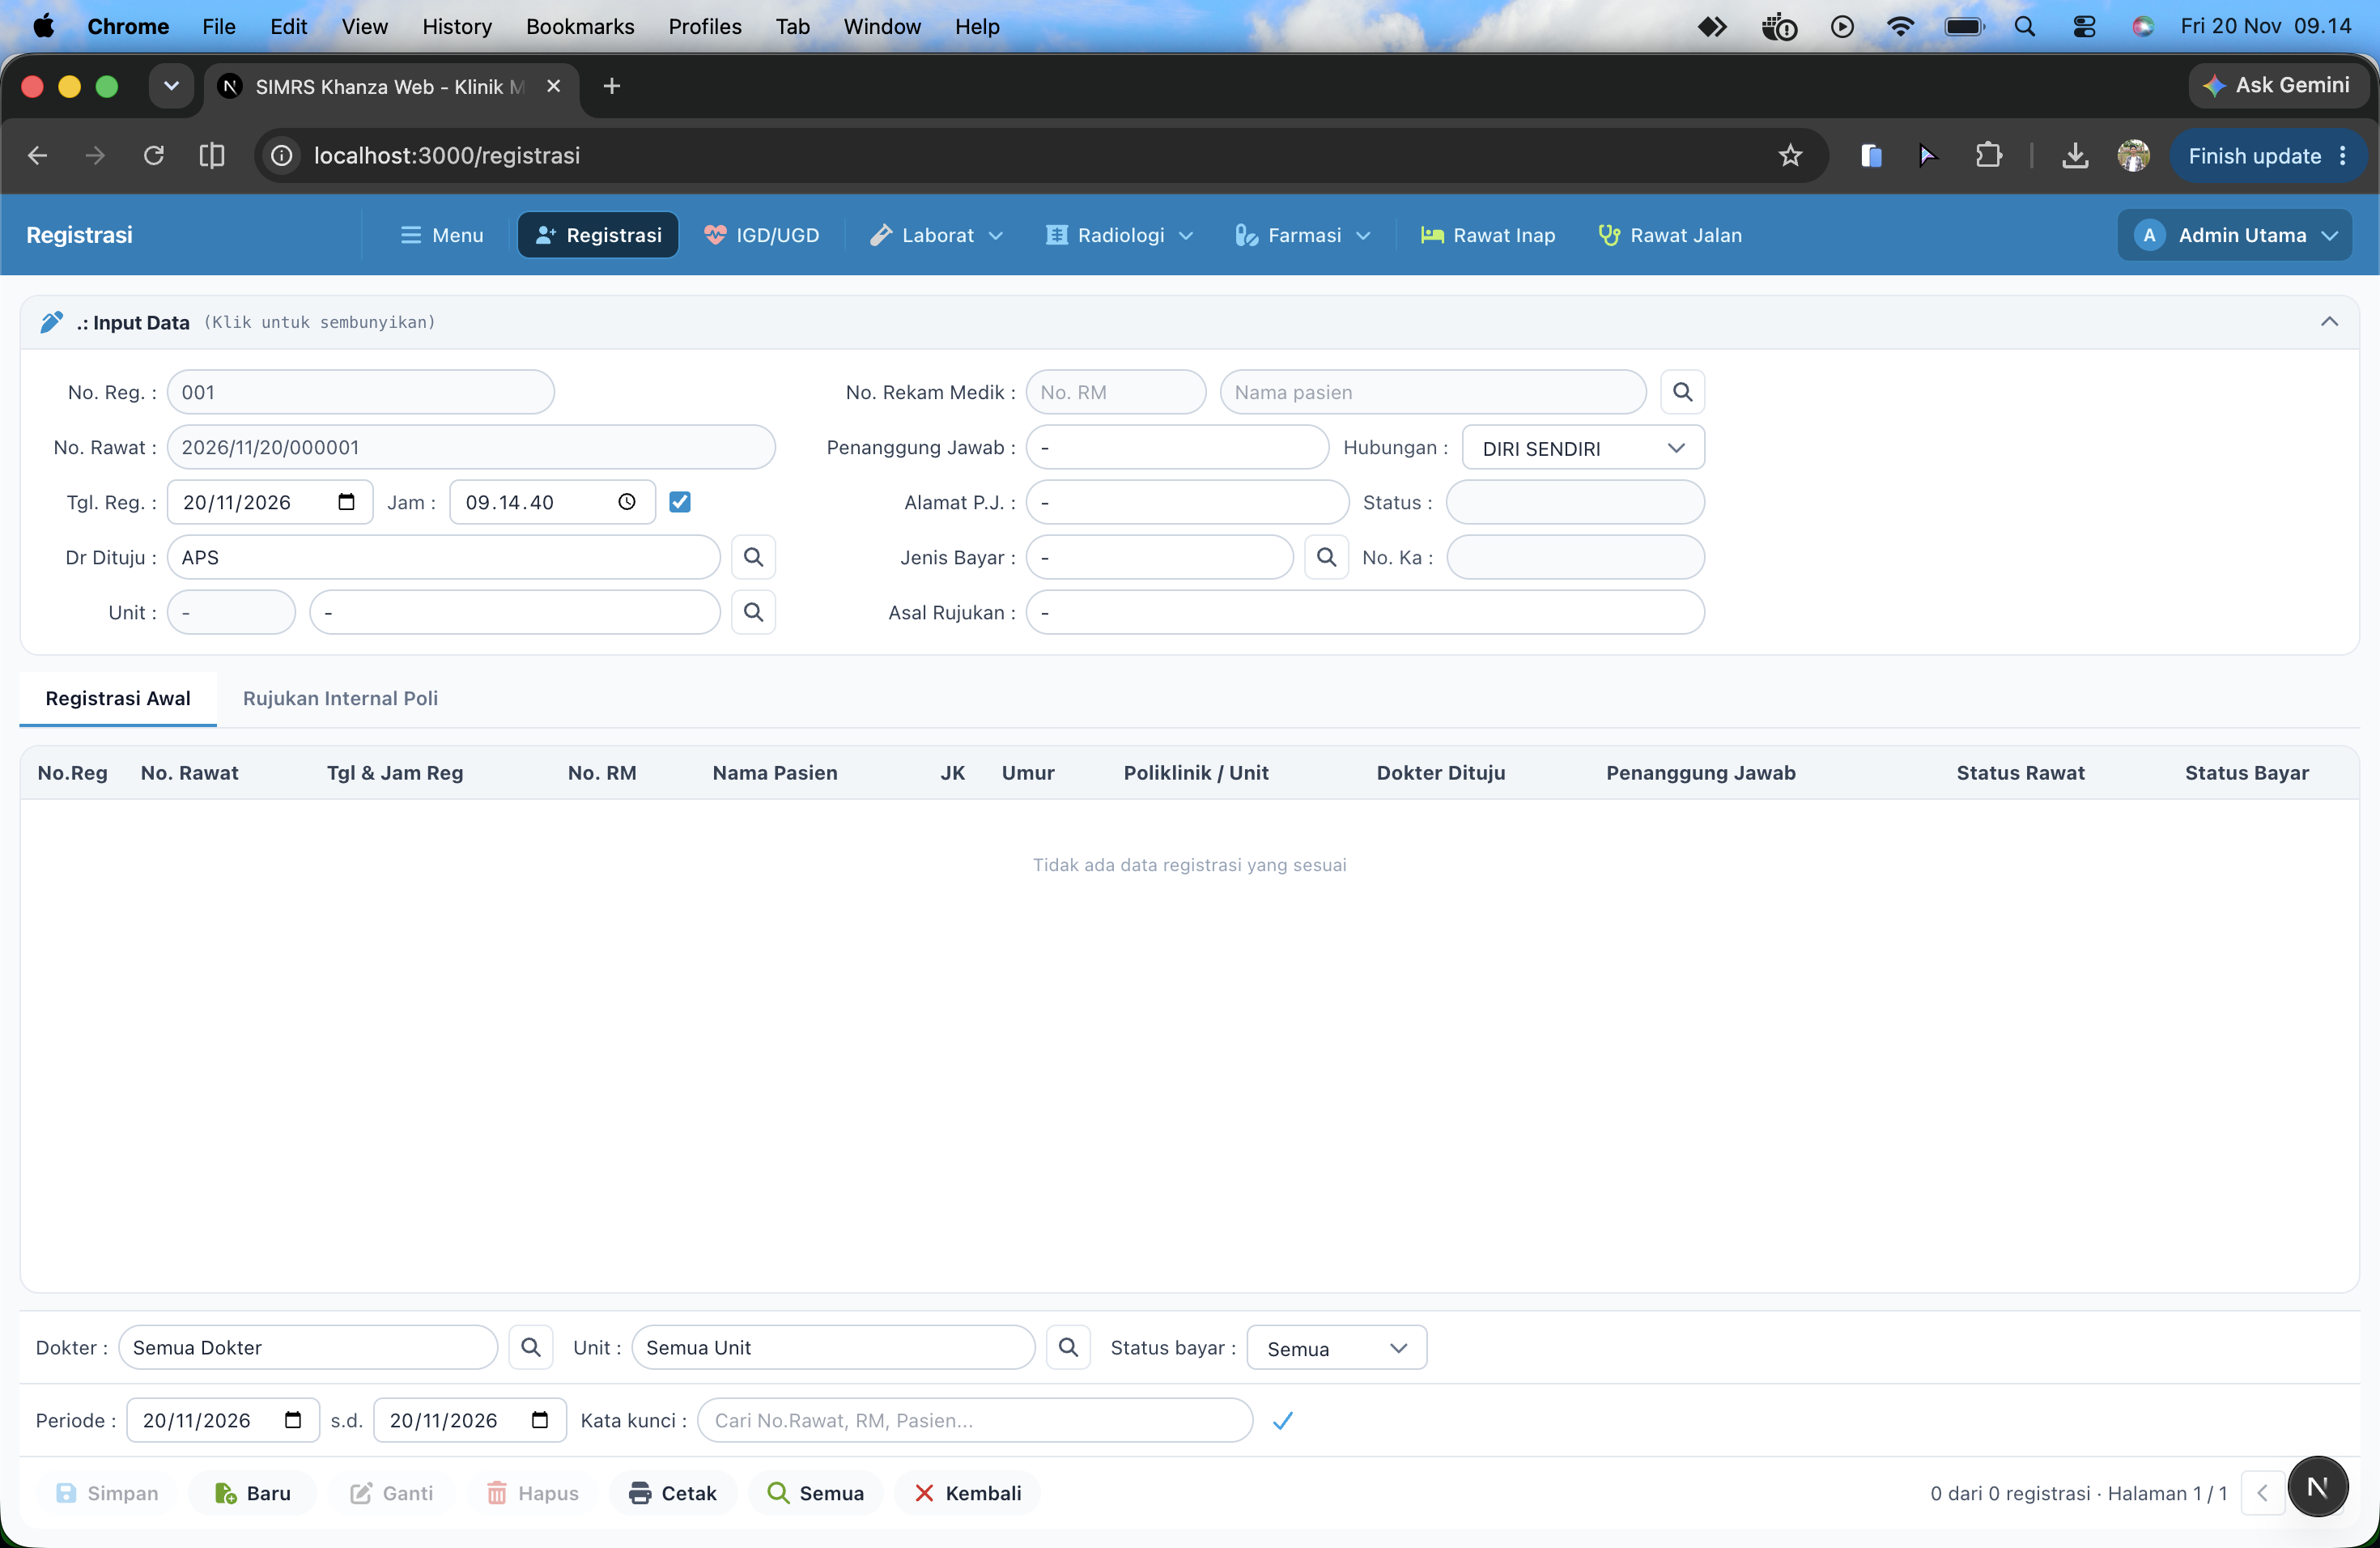 Chrome File Edit View History Bookmarks Profiles Tab Window Help Fri 20 Nov 09.14
SIMRS Khanza Web - Klinik Ask Gemini
localhost:3000/registrasi Finish update
Registrasi Menu Registrasi IGD/UGD Laborat Radiologi Farmasi Rawat Inap Rawat Jalan A Admin Utama
.: Input Data (Klik untuk sembunyikan)
No. Reg. : 001 No. Rekam Medik : No. RM Nama pasien
No. Rawat : 2026/11/20/000001 Penanggung Jawab : - Hubungan : DIRI SENDIRI
Tgl. Reg. : 20/11/2026 Jam : 09.14.40 Alamat P.J. : - Status :
Dr Dituju : APS Jenis Bayar : - No. Ka :
Unit : - - Asal Rujukan : -
Registrasi Awal Rujukan Internal Poli
No.Reg No. Rawat Tgl & Jam Reg No. RM Nama Pasien JK Umur Poliklinik / Unit Dokter Dituju Penanggung Jawab Status Rawat Status Bayar
Tidak ada data registrasi yang sesuai
Dokter : Semua Dokter Unit : Semua Unit Status bayar : Semua
Periode : 20/11/2026 s.d. 20/11/2026 Kata kunci : Cari No.Rawat, RM, Pasien...
Simpan Baru Ganti Hapus Cetak Semua Kembali 0 dari 0 registrasi · Halaman 1 / 1 N